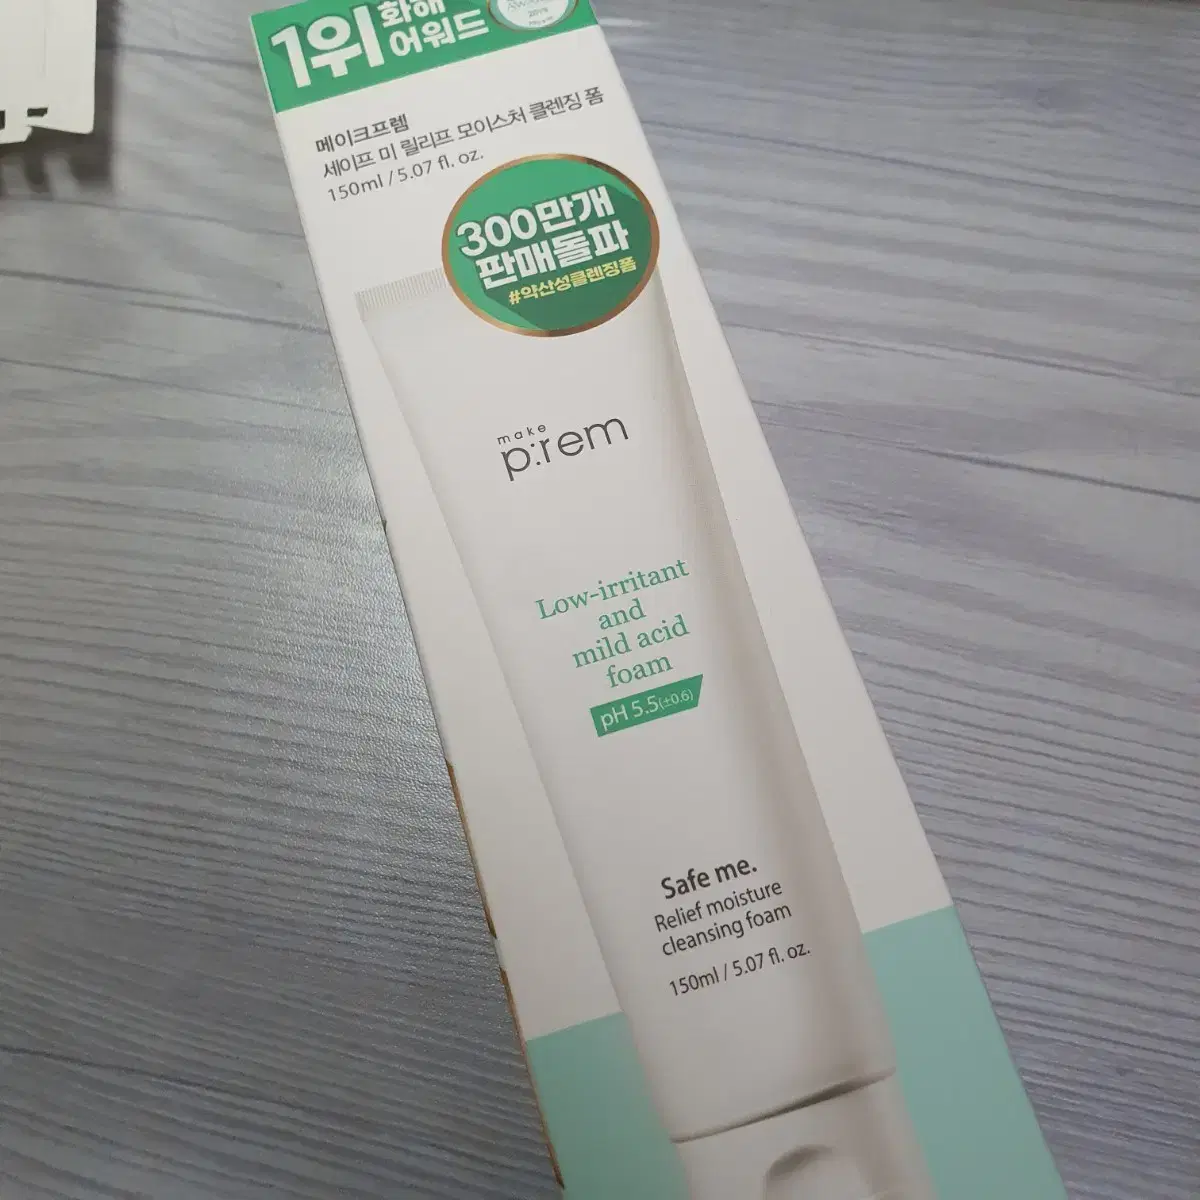 1위 화해
어워드
2019
메이크프렘
세이프 미 릴리프 모이스처 클렌징 폼
150ml / 5.07 fl. oz.
300만개
판매돌파
#약산성클렌징폼
make
p:rem
Low-irritant
and
mild acid
foam
pH 5.5(±0.6)
Safe me.
Relief moisture
cleansing foam
150ml / 5.07 fl. oz.